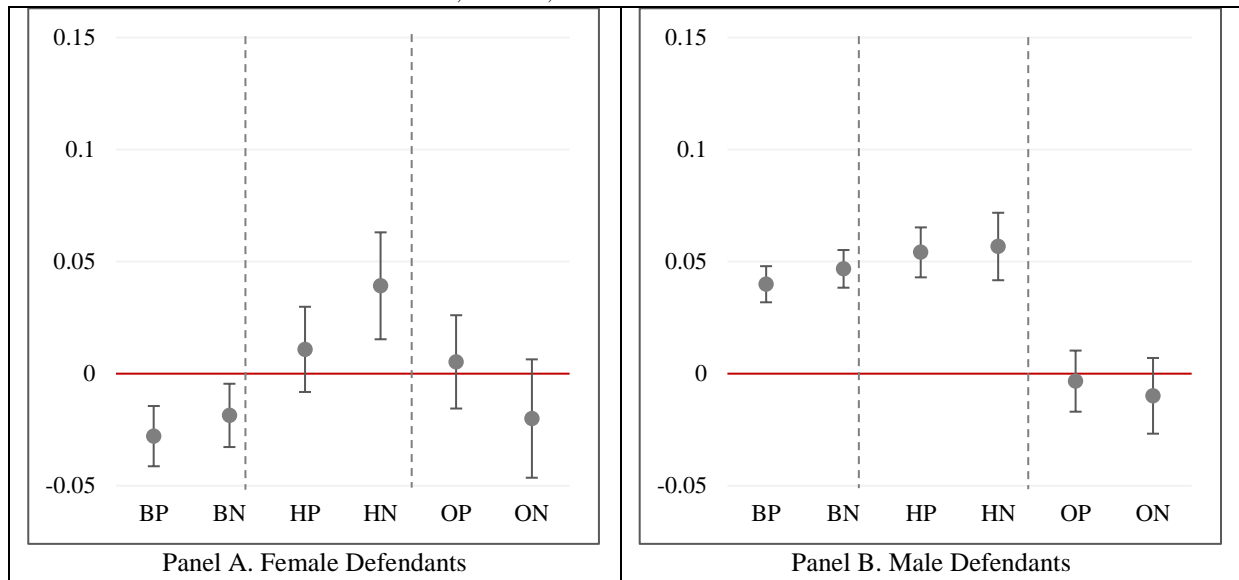 0.15
0.1
0.05
0
-0.05
BP BN HP HN OP ON
Panel A. Female Defendants
0.15
0.1
0.05
0
-0.05
BP BN HP HN OP ON
Panel B. Male Defendants